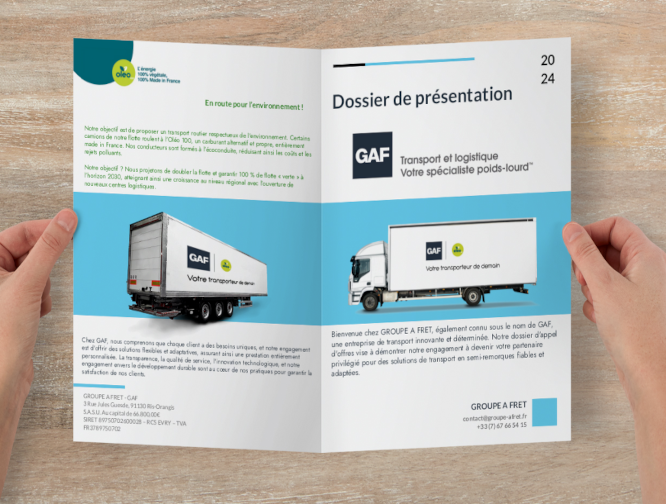 oleo
L'énergie
100% végétale,
100% Made in France
En route pour l'environnement !
Notre objectif est de proposer un transport routier respectueux de l'environnement. Certains
camions de notre flotte roulent à l'Oléo 100, un carburant alternatif et propre, entièrement
made in France. Nos conducteurs sont formés à l'écoconduite, réduisant ainsi les coûts et les
rejets polluants.
Notre objectif ? Nous projetons de doubler la flotte et garantir 100 % de flotte « verte » à
l'horizon 2030, atteignant ainsi une croissance au niveau régional avec l'ouverture de
nouveaux centres logistiques.
GAF
oleo
Votre transporteur de demain
Chez GAF, nous comprenons que chaque client a des besoins uniques, et notre engagement
est d'offrir des solutions flexibles et adaptatives, assurant ainsi une prestation entièrement
personnalisée. La transparence, la qualité de service, l'innovation technologique, et notre
engagement envers le développement durable sont au cœur de nos pratiques pour garantir la
satisfaction de nos clients.
GROUPE A FRET - GAF
3 Rue Jules Guesde, 91130 Ris-Orangis
S.A.S.U. Au capital de 66.800,00€
SIRET 89750702600028 – RCS EVRY – TVA
FR 3789750702
20
24
Dossier de présentation
GAF
Transport et logistique
Votre spécialiste poids-lourd™
GAF
oleo
Votre transporteur de demain
Bienvenue chez GROUPE A FRET, également connu sous le nom de GAF,
une entreprise de transport innovante et déterminée. Notre dossier d'appel
d'offres vise à démontrer notre engagement à devenir votre partenaire
privilégié pour des solutions de transport en semi-remorques fiables et
adaptées.
GROUPE A FRET
contact@groupe-afret.fr
+33 (7) 67 66 54 15